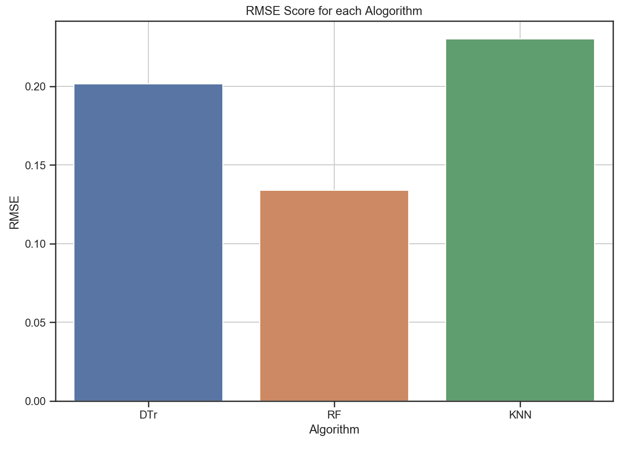 RMSE Score for each Alogorithm
RMSE
0.20
0.15
0.10
0.05
0.00
DTr RF KNN
Algorithm